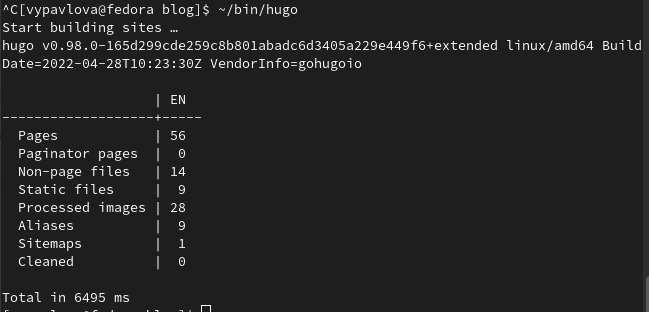 ^C[vypavlova@fedora blog]$ ~/bin/hugo
Start building sites …
hugo v0.98.0-165d299cde259c8b801abadc6d3405a229e449f6+extended linux/amd64 Build
Date=2022-04-28T10:23:30Z VendorInfo=gohugoio
                   | EN
-------------------+-----
  Pages            | 56
  Paginator pages  |  0
  Non-page files   | 14
  Static files     |  9
  Processed images | 28
  Aliases          |  9
  Sitemaps         |  1
  Cleaned          |  0
Total in 6495 ms